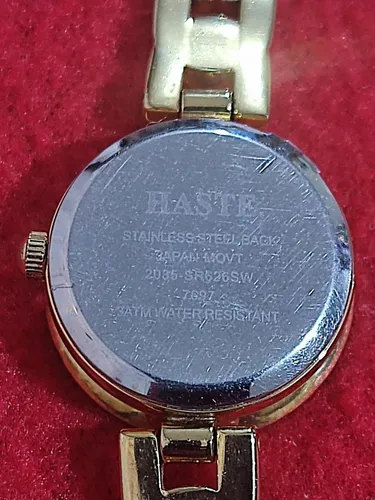 HASTE
STAINLESS STEEL BACK
JAPAN MOVT
2035-SR626SW
7697
3ATM WATER RESISTANT